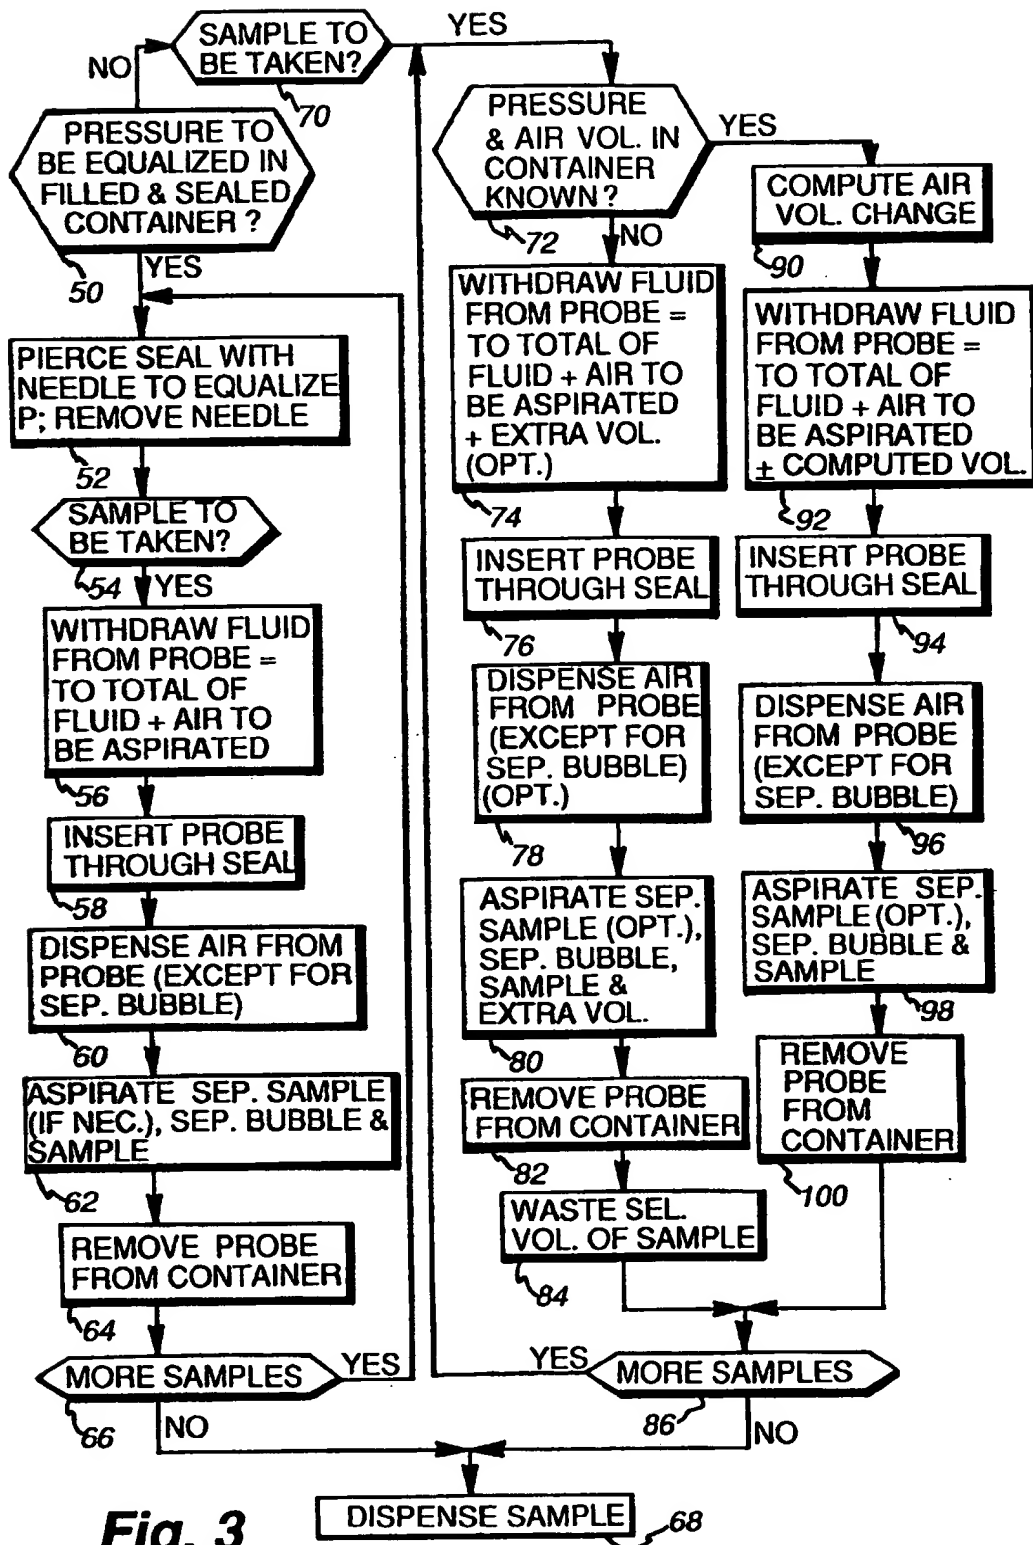 SAMPLE TO
BE TAKEN?
70
NO
YES
PRESSURE TO
BE EQUALIZED IN
FILLED & SEALED
CONTAINER ?
50
YES
PIERCE SEAL WITH
NEEDLE TO EQUALIZE
P; REMOVE NEEDLE
52
SAMPLE TO
BE TAKEN?
54
YES
WITHDRAW FLUID
FROM PROBE =
TO TOTAL OF
FLUID + AIR TO
BE ASPIRATED
56
INSERT PROBE
THROUGH SEAL
58
DISPENSE AIR FROM
PROBE (EXCEPT FOR
SEP. BUBBLE)
60
ASPIRATE SEP. SAMPLE
(IF NEC.), SEP. BUBBLE &
SAMPLE
62
REMOVE PROBE
FROM CONTAINER
64
MORE SAMPLES
YES
66
NO
PRESSURE
& AIR VOL. IN
CONTAINER
KNOWN ?
YES
72
NO
WITHDRAW FLUID
FROM PROBE =
TO TOTAL OF
FLUID + AIR TO
BE ASPIRATED
+ EXTRA VOL.
(OPT.)
74
INSERT PROBE
THROUGH SEAL
76
DISPENSE AIR
FROM PROBE
(EXCEPT FOR
SEP. BUBBLE)
(OPT.)
78
ASPIRATE SEP.
SAMPLE (OPT.),
SEP. BUBBLE,
SAMPLE &
EXTRA VOL.
80
REMOVE PROBE
FROM CONTAINER
82
WASTE SEL.
VOL. OF SAMPLE
84
COMPUTE AIR
VOL. CHANGE
90
WITHDRAW FLUID
FROM PROBE =
TO TOTAL OF
FLUID + AIR TO
BE ASPIRATED
± COMPUTED VOL.
92
INSERT PROBE
THROUGH SEAL
94
DISPENSE AIR
FROM PROBE
(EXCEPT FOR
SEP. BUBBLE)
96
ASPIRATE SEP.
SAMPLE (OPT.),
SEP. BUBBLE &
SAMPLE
98
REMOVE
PROBE
FROM
CONTAINER
100
YES
MORE SAMPLES
86
NO
DISPENSE SAMPLE
68
Fig. 3